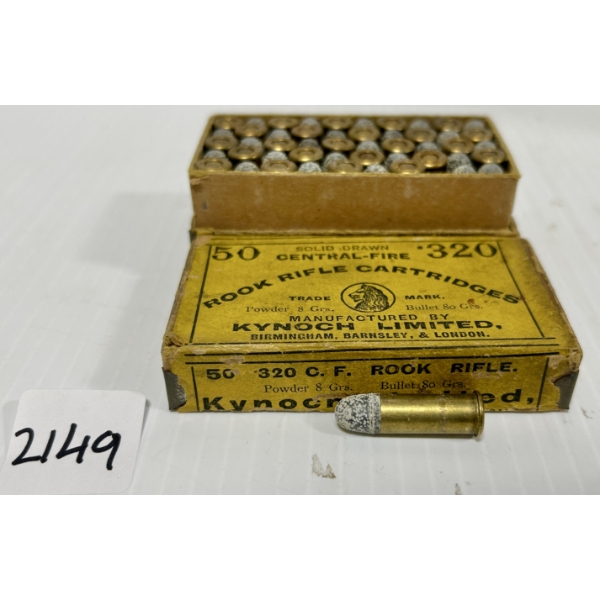 50 SOLID DRAWN .320
CENTRAL-FIRE
ROOK RIFLE CARTRIDGES
TRADE MARK.
Powder 8 Grs. Bullet 80 Grs.
MANUFACTURED BY
KYNOCH LIMITED,
BIRMINGHAM, BARNSLEY, & LONDON.
50 320 C. F. ROOK RIFLE.
Powder 8 Grs. Bullet 80 Grs.
Kynoch
2149